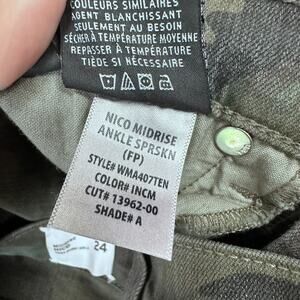 COULEURS SIMILAIRES
AGENT BLANCHISSANT
SEULEMENT AU BESOIN
SÉCHER À TEMPÉRATURE MOYENNE
REPASSER À TEMPÉRATURE
TIÈDE SI NÉCESSAIRE
NICO MIDRISE
ANKLE SPRSKN
(FP)
STYLE# WMA407TEN
COLOR# INCM
CUT# 13962-00
SHADE# A
24